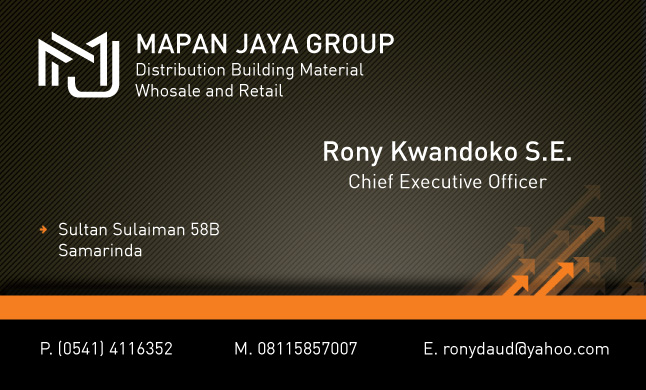 MAPAN JAYA GROUP
Distribution Building Material
Whosale and Retail
Rony Kwandoko S.E.
Chief Executive Officer
Sultan Sulaiman 58B
Samarinda
P. (0541) 4116352 M. 08115857007 E. ronydaud@yahoo.com